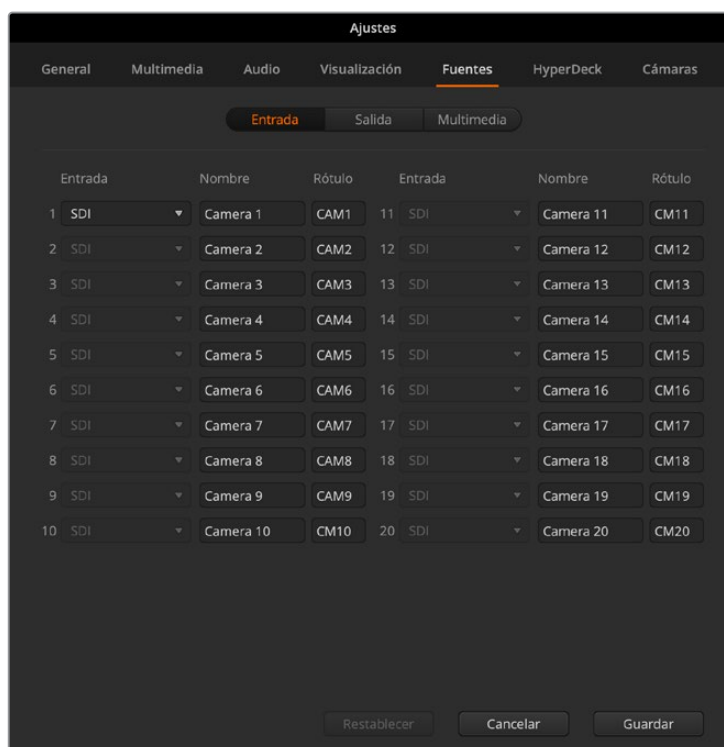 Ajustes
General Multimedia Audio Visualización Fuentes HyperDeck Cámaras
Entrada Salida Multimedia
Entrada Nombre Rótulo Entrada Nombre Rótulo
1 SDI Camera 1 CAM1 11 SDI Camera 11 CM11
2 SDI Camera 2 CAM2 12 SDI Camera 12 CM12
3 SDI Camera 3 CAM3 13 SDI Camera 13 CM13
4 SDI Camera 4 CAM4 14 SDI Camera 14 CM14
5 SDI Camera 5 CAM5 15 SDI Camera 15 CM15
6 SDI Camera 6 CAM6 16 SDI Camera 16 CM16
7 SDI Camera 7 CAM7 17 SDI Camera 17 CM17
8 SDI Camera 8 CAM8 18 SDI Camera 18 CM18
9 SDI Camera 9 CAM9 19 SDI Camera 19 CM19
10 SDI Camera 10 CM10 20 SDI Camera 20 CM20
Restablecer Cancelar Guardar